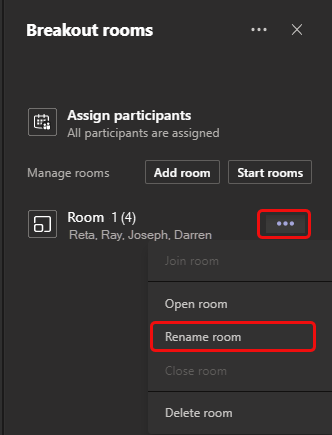 Breakout rooms
Assign participants
All participants are assigned
Manage rooms Add room Start rooms
Room 1 (4)
Reta, Ray, Joseph, Darren
Join room
Open room
Rename room
Close room
Delete room